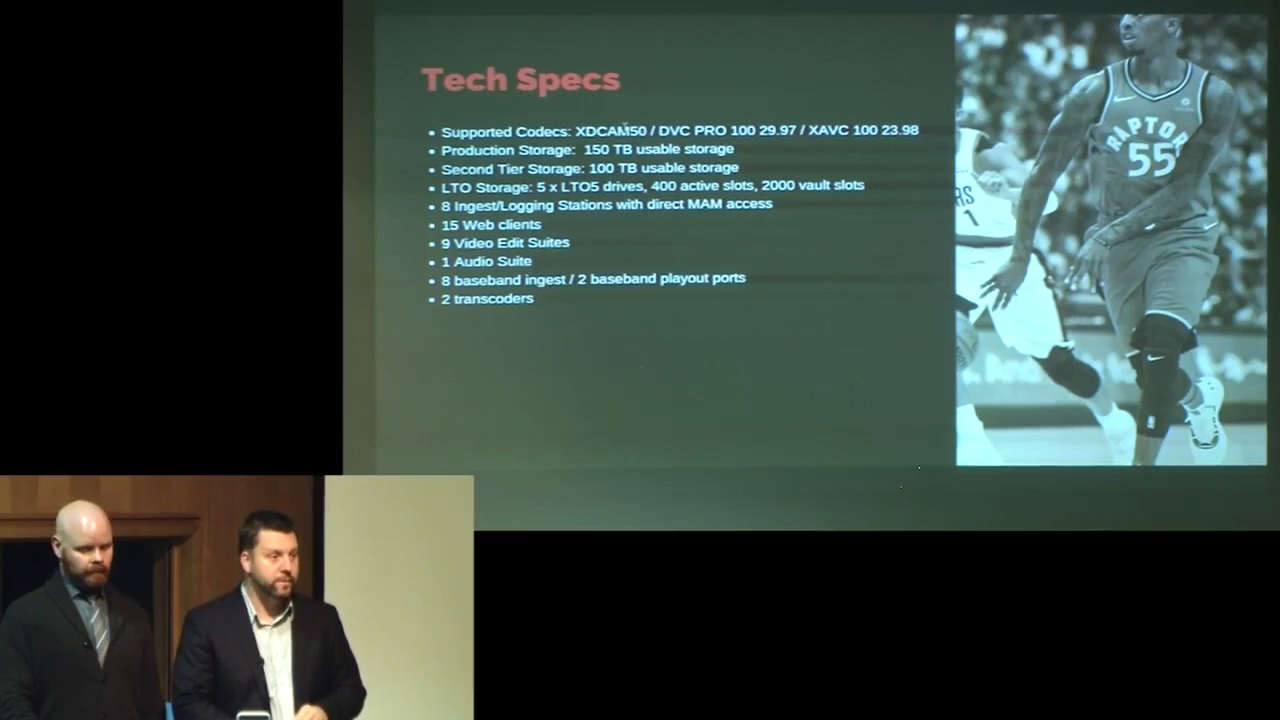 Tech Specs
• Supported Codecs: XDCAM50 / DVC PRO 100 29.97 / XAVC 100 23.98
• Production Storage: 150 TB usable storage
• Second Tier Storage: 100 TB usable storage
• LTO Storage: 5 x LTO5 drives, 400 active slots, 2000 vault slots
• 8 Ingest/Logging Stations with direct MAM access
• 15 Web clients
• 9 Video Edit Suites
• 1 Audio Suite
• 8 baseband ingest / 2 baseband playout ports
• 2 transcoders
RAPTO
55
RS
1